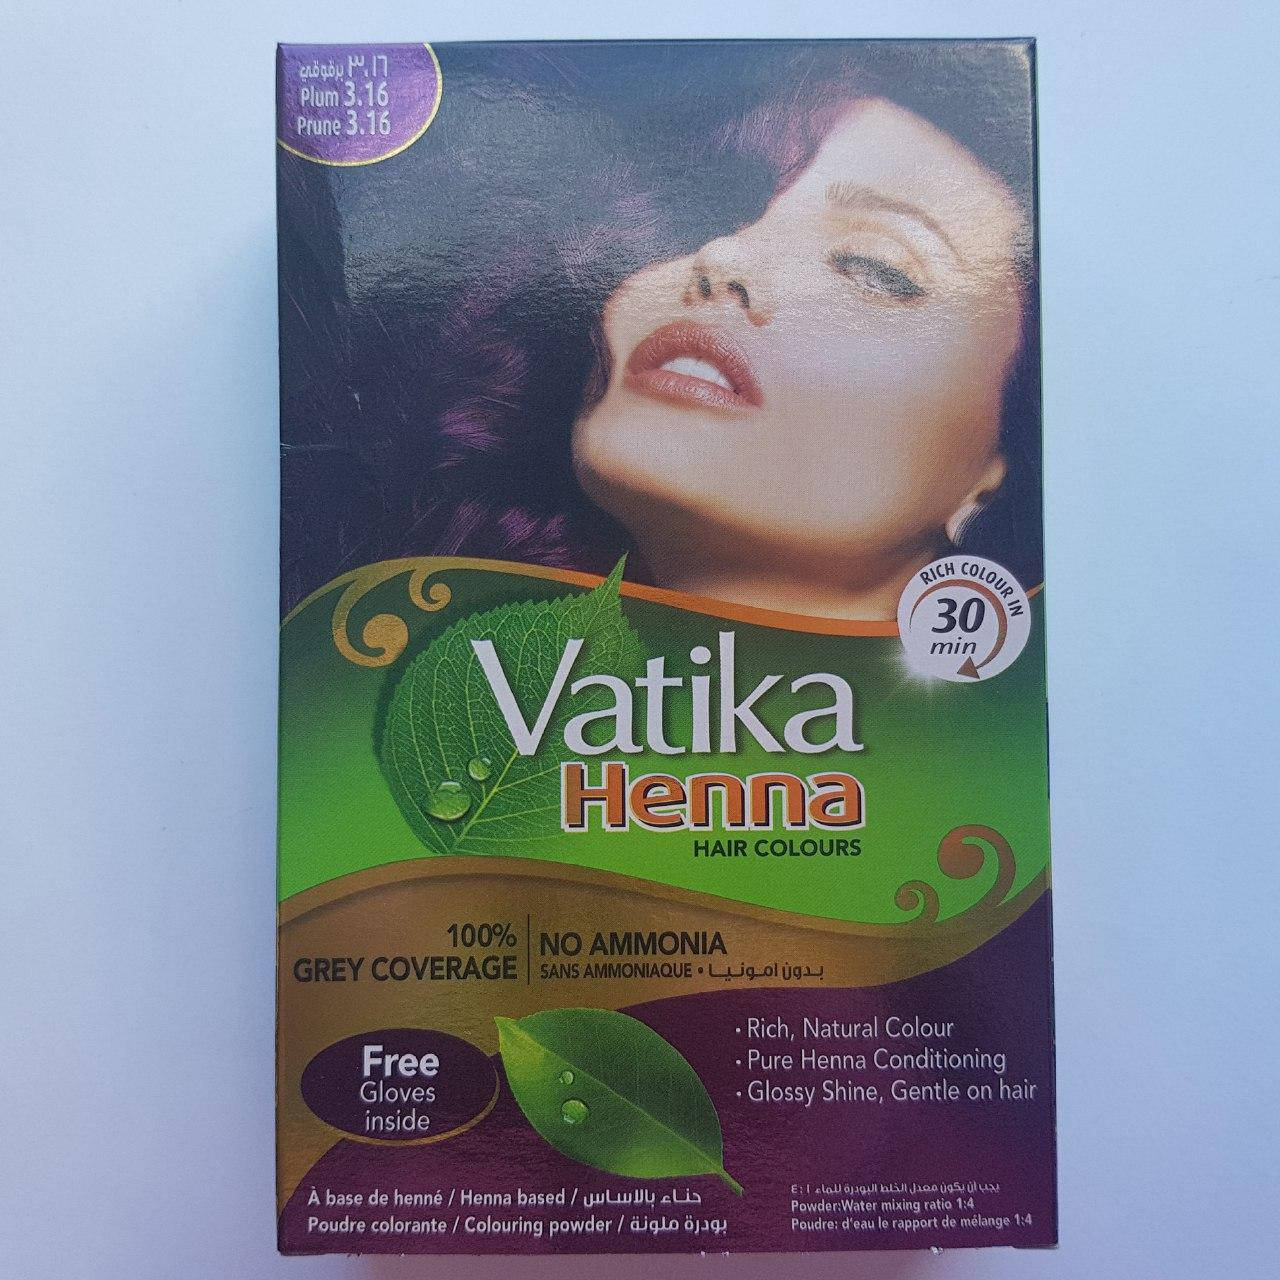 ٣،١٦ برقوقي
Plum 3.16
Prune 3.16
RICH COLOUR IN
30
min
Vatika
Henna
HAIR COLOURS
100%
GREY COVERAGE
NO AMMONIA
SANS AMMONIAQUE • بدون امونيا
Free
Gloves
inside
• Rich, Natural Colour
• Pure Henna Conditioning
• Glossy Shine, Gentle on hair
À base de henné / Henna based / حناء بالاساس
Poudre colorante / Colouring powder / بودرة ملونة
يجب ان يكون معدل الخلط البودرة للماء ٤:١
Powder:Water mixing ratio 1:4
Poudre: d'eau le rapport de mélange 1:4